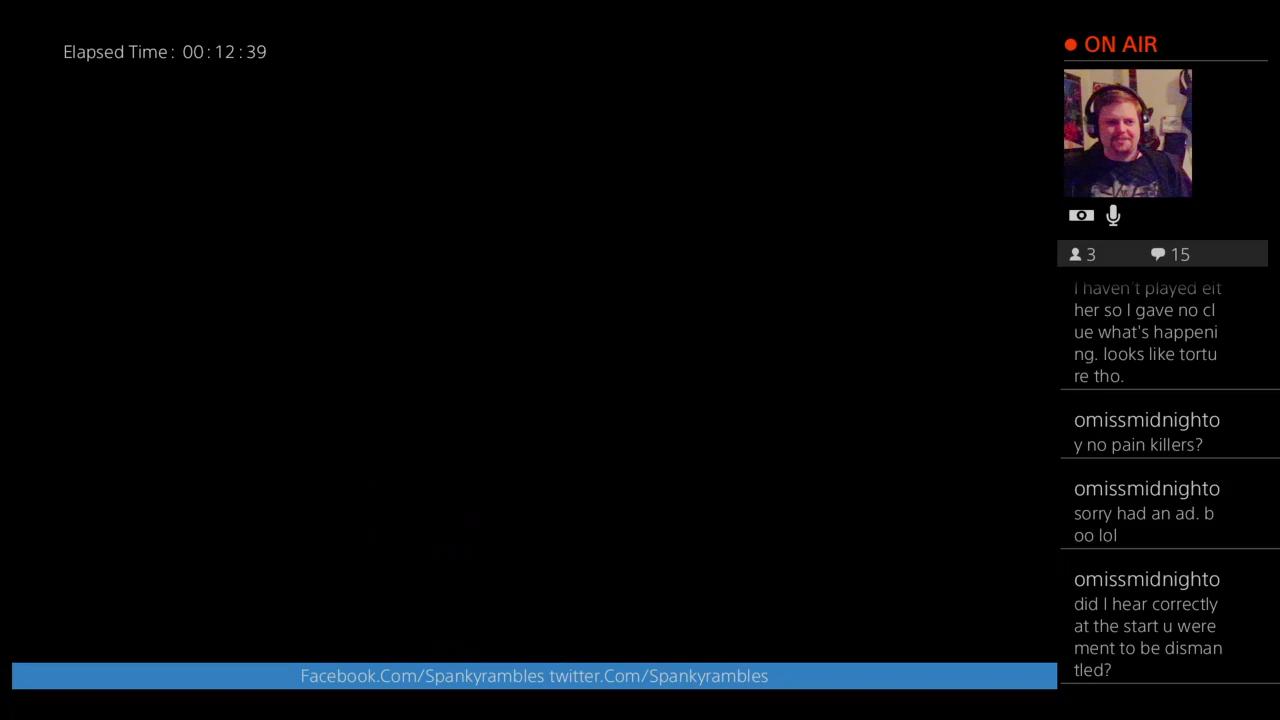 Elapsed Time: 00:12:39
ON AIR
3 15
I haven't played eit
her so I gave no cl
ue what's happeni
ng. looks like tortu
re tho.
omissmidnighto
y no pain killers?
omissmidnighto
sorry had an ad. b
oo lol
omissmidnighto
did I hear correctly
at the start u were
ment to be disman
tled?
Facebook.Com/Spankyrambles twitter.Com/Spankyrambles